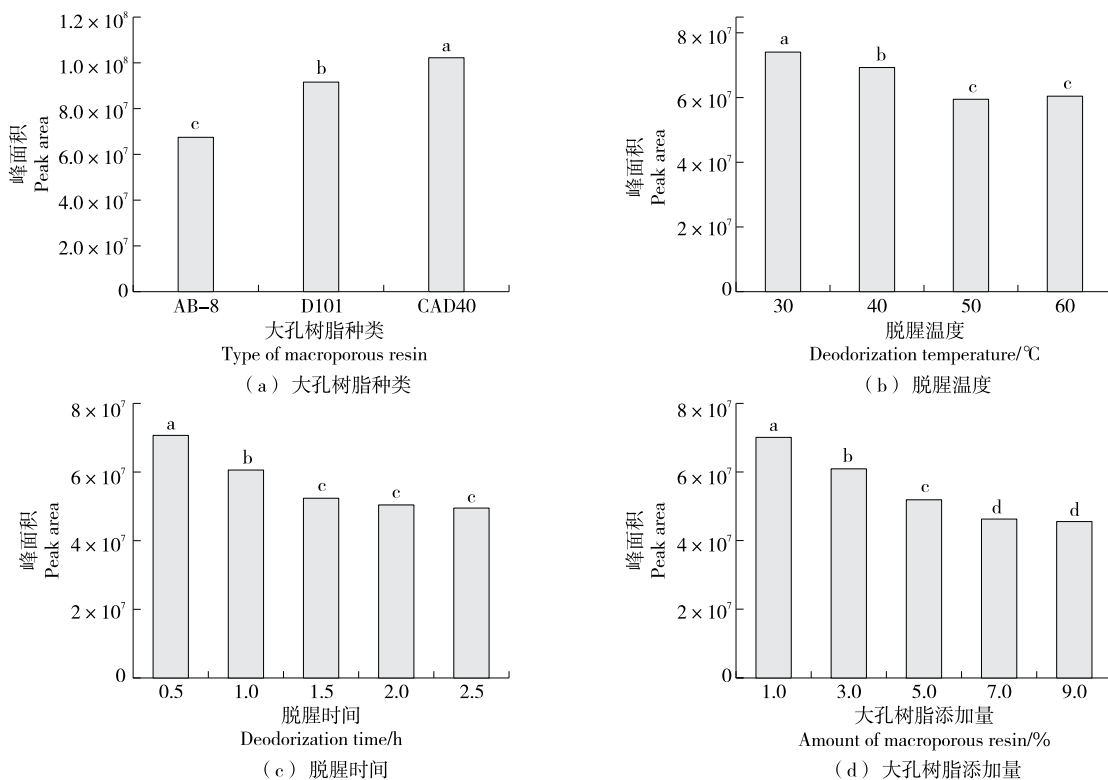 1.2×10⁸
1.0×10⁸
8.0×10⁷
6.0×10⁷
4.0×10⁷
2.0×10⁷
0
峰面积
Peak area
c
b
a
AB–8 D101 CAD40
大孔树脂种类
Type of macroporous resin
(a)大孔树脂种类
8×10⁷
6×10⁷
4×10⁷
2×10⁷
0
峰面积
Peak area
a
b
c
c
30 40 50 60
脱腥温度
Deodorization temperature/℃
(b)脱腥温度
8×10⁷
6×10⁷
4×10⁷
2×10⁷
0
峰面积
Peak area
a
b
c
c
c
0.5 1.0 1.5 2.0 2.5
脱腥时间
Deodorization time/h
(c)脱腥时间
8×10⁷
6×10⁷
4×10⁷
2×10⁷
0
峰面积
Peak area
a
b
c
d
d
1.0 3.0 5.0 7.0 9.0
大孔树脂添加量
Amount of macroporous resin/%
(d)大孔树脂添加量